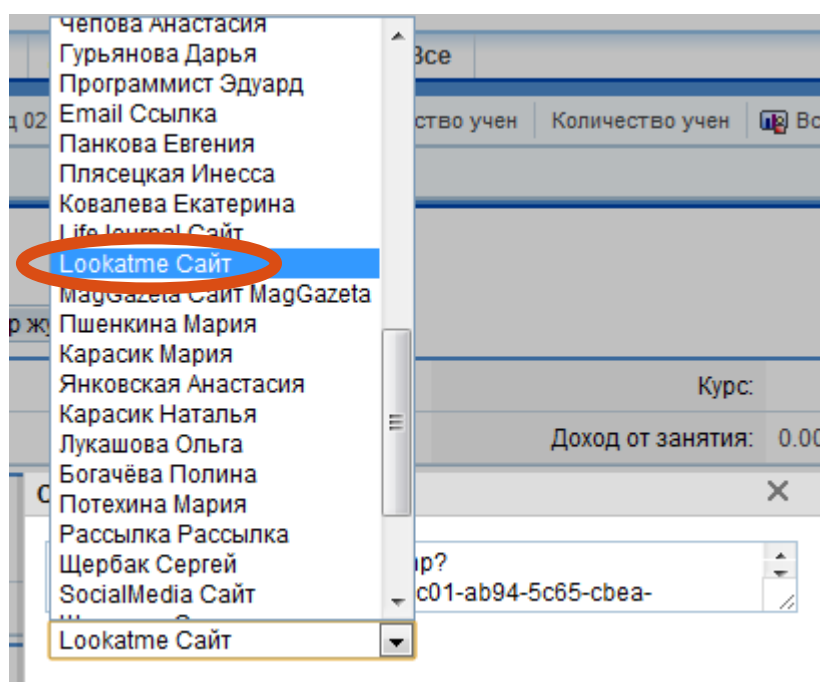 Чепова Анастасия
Гурьянова Дарья
Все
Программист Эдуард
д 02
Email Ссылка
ство учен
Количество учен
Вс
Панкова Евгения
Плясецкая Инесса
Ковалева Екатерина
LifeJournal Сайт
Lookatme Сайт
MagGazeta Сайт MagGazeta
р жу
Пшенкина Мария
Карасик Мария
Янковская Анастасия
Курс:
Карасик Наталья
Лукашова Ольга
Доход от занятия:
0.00
Богачёва Полина
Потехина Мария
Рассылка Рассылка
Щербак Сергей
np?
SocialMedia Сайт
c01-ab94-5c65-cbea-
Lookatme Сайт